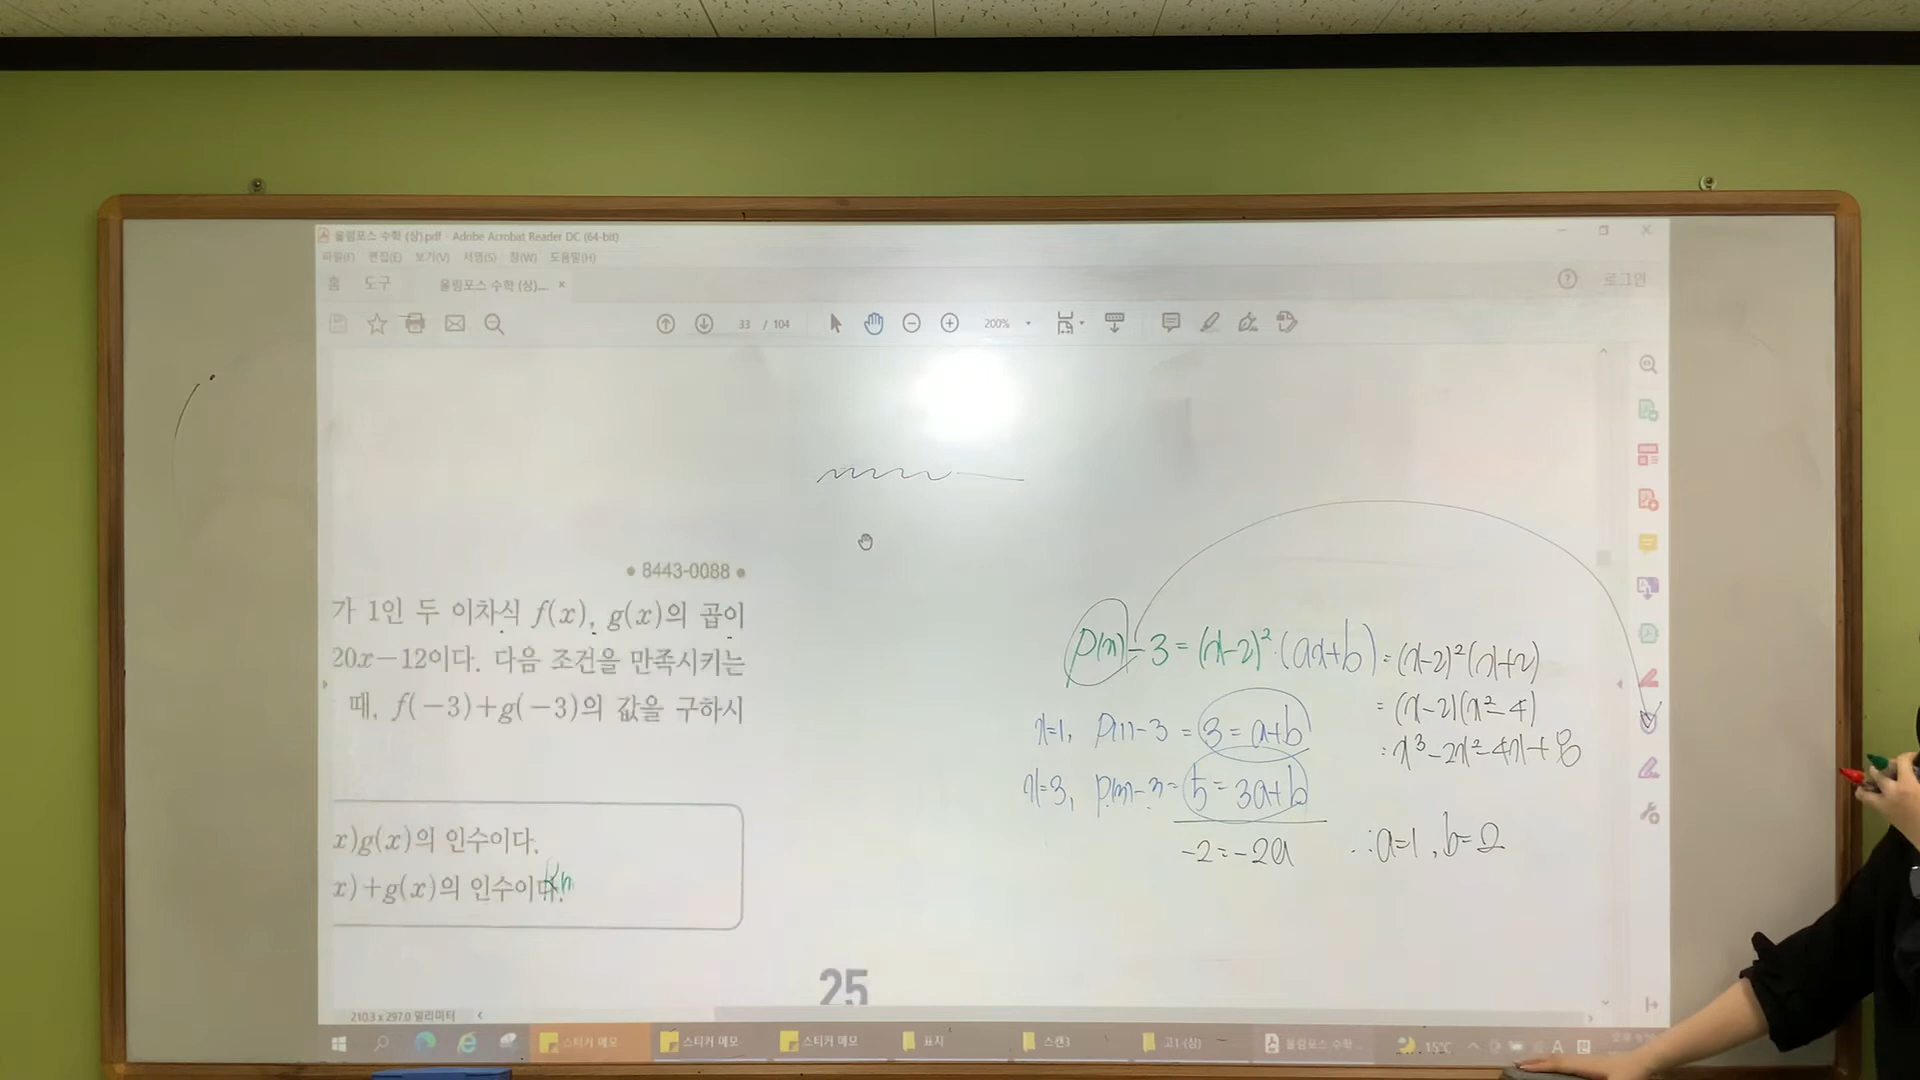 올림포스 수학 (상).pdf - Adobe Acrobat Reader DC (64-bit)
파일(F) 편집(E) 보기(V) 서명(S) 창(W) 도움말(H)
홈 도구 올림포스 수학 (상).... × 로그인
33 / 104 200%
• 8443-0088 •
가 1인 두 이차식 f(x), g(x)의 곱이
20x-12이다. 다음 조건을 만족시키는
때, f(-3)+g(-3)의 값을 구하시
x)g(x)의 인수이다.
x)+g(x)의 인수이다.
P(x)-3=(x-2)²·(ax+b)=(x-2)²(x+2)
=(x-2)(x²-4)
=x³-2x²-4x+8
x=1, P(1)-3=3=a+b
x=3, P(3)-3=5=3a+b
-2=-2a ∴a=1, b=2
25
210.3 x 297.0 밀리미터
스티커 메모 스티커 메모 스티커 메모 표지 스캔3 고1-(상) 올림포스 수학 ... 15℃ A